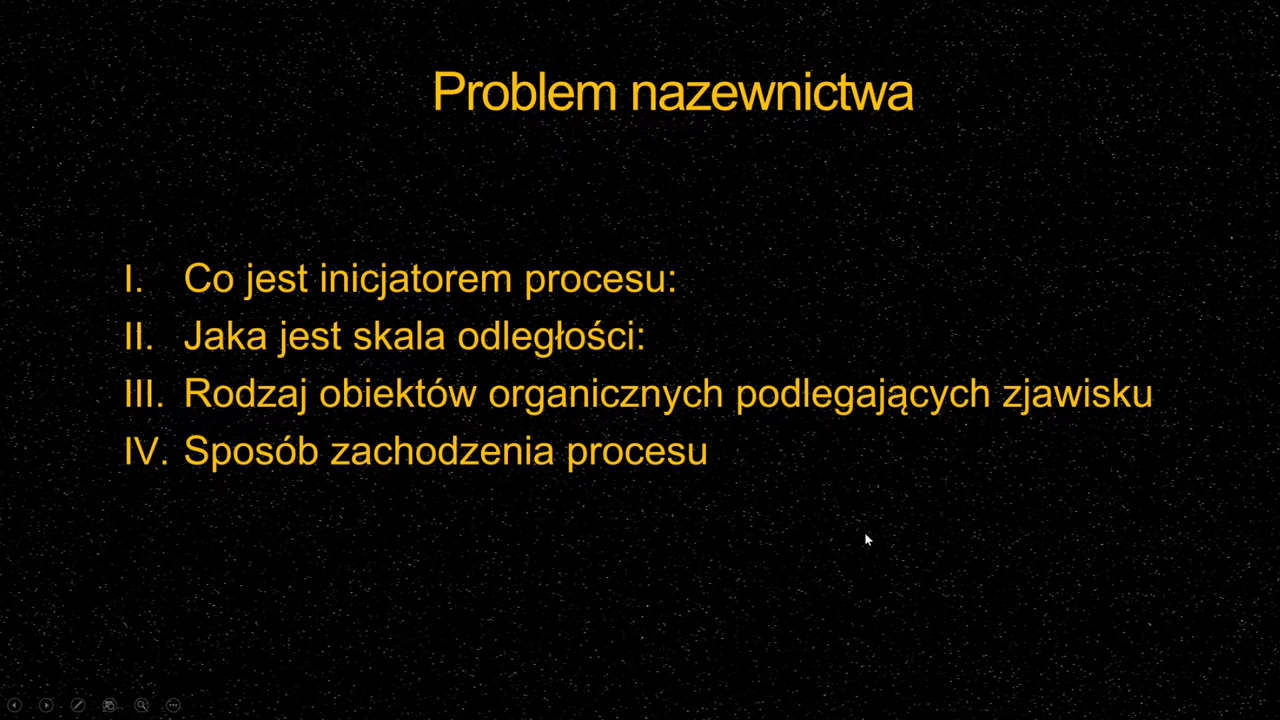 Problem nazewnictwa
I. Co jest inicjatorem procesu:
II. Jaka jest skala odległości:
III. Rodzaj obiektów organicznych podlegających zjawisku
IV. Sposób zachodzenia procesu